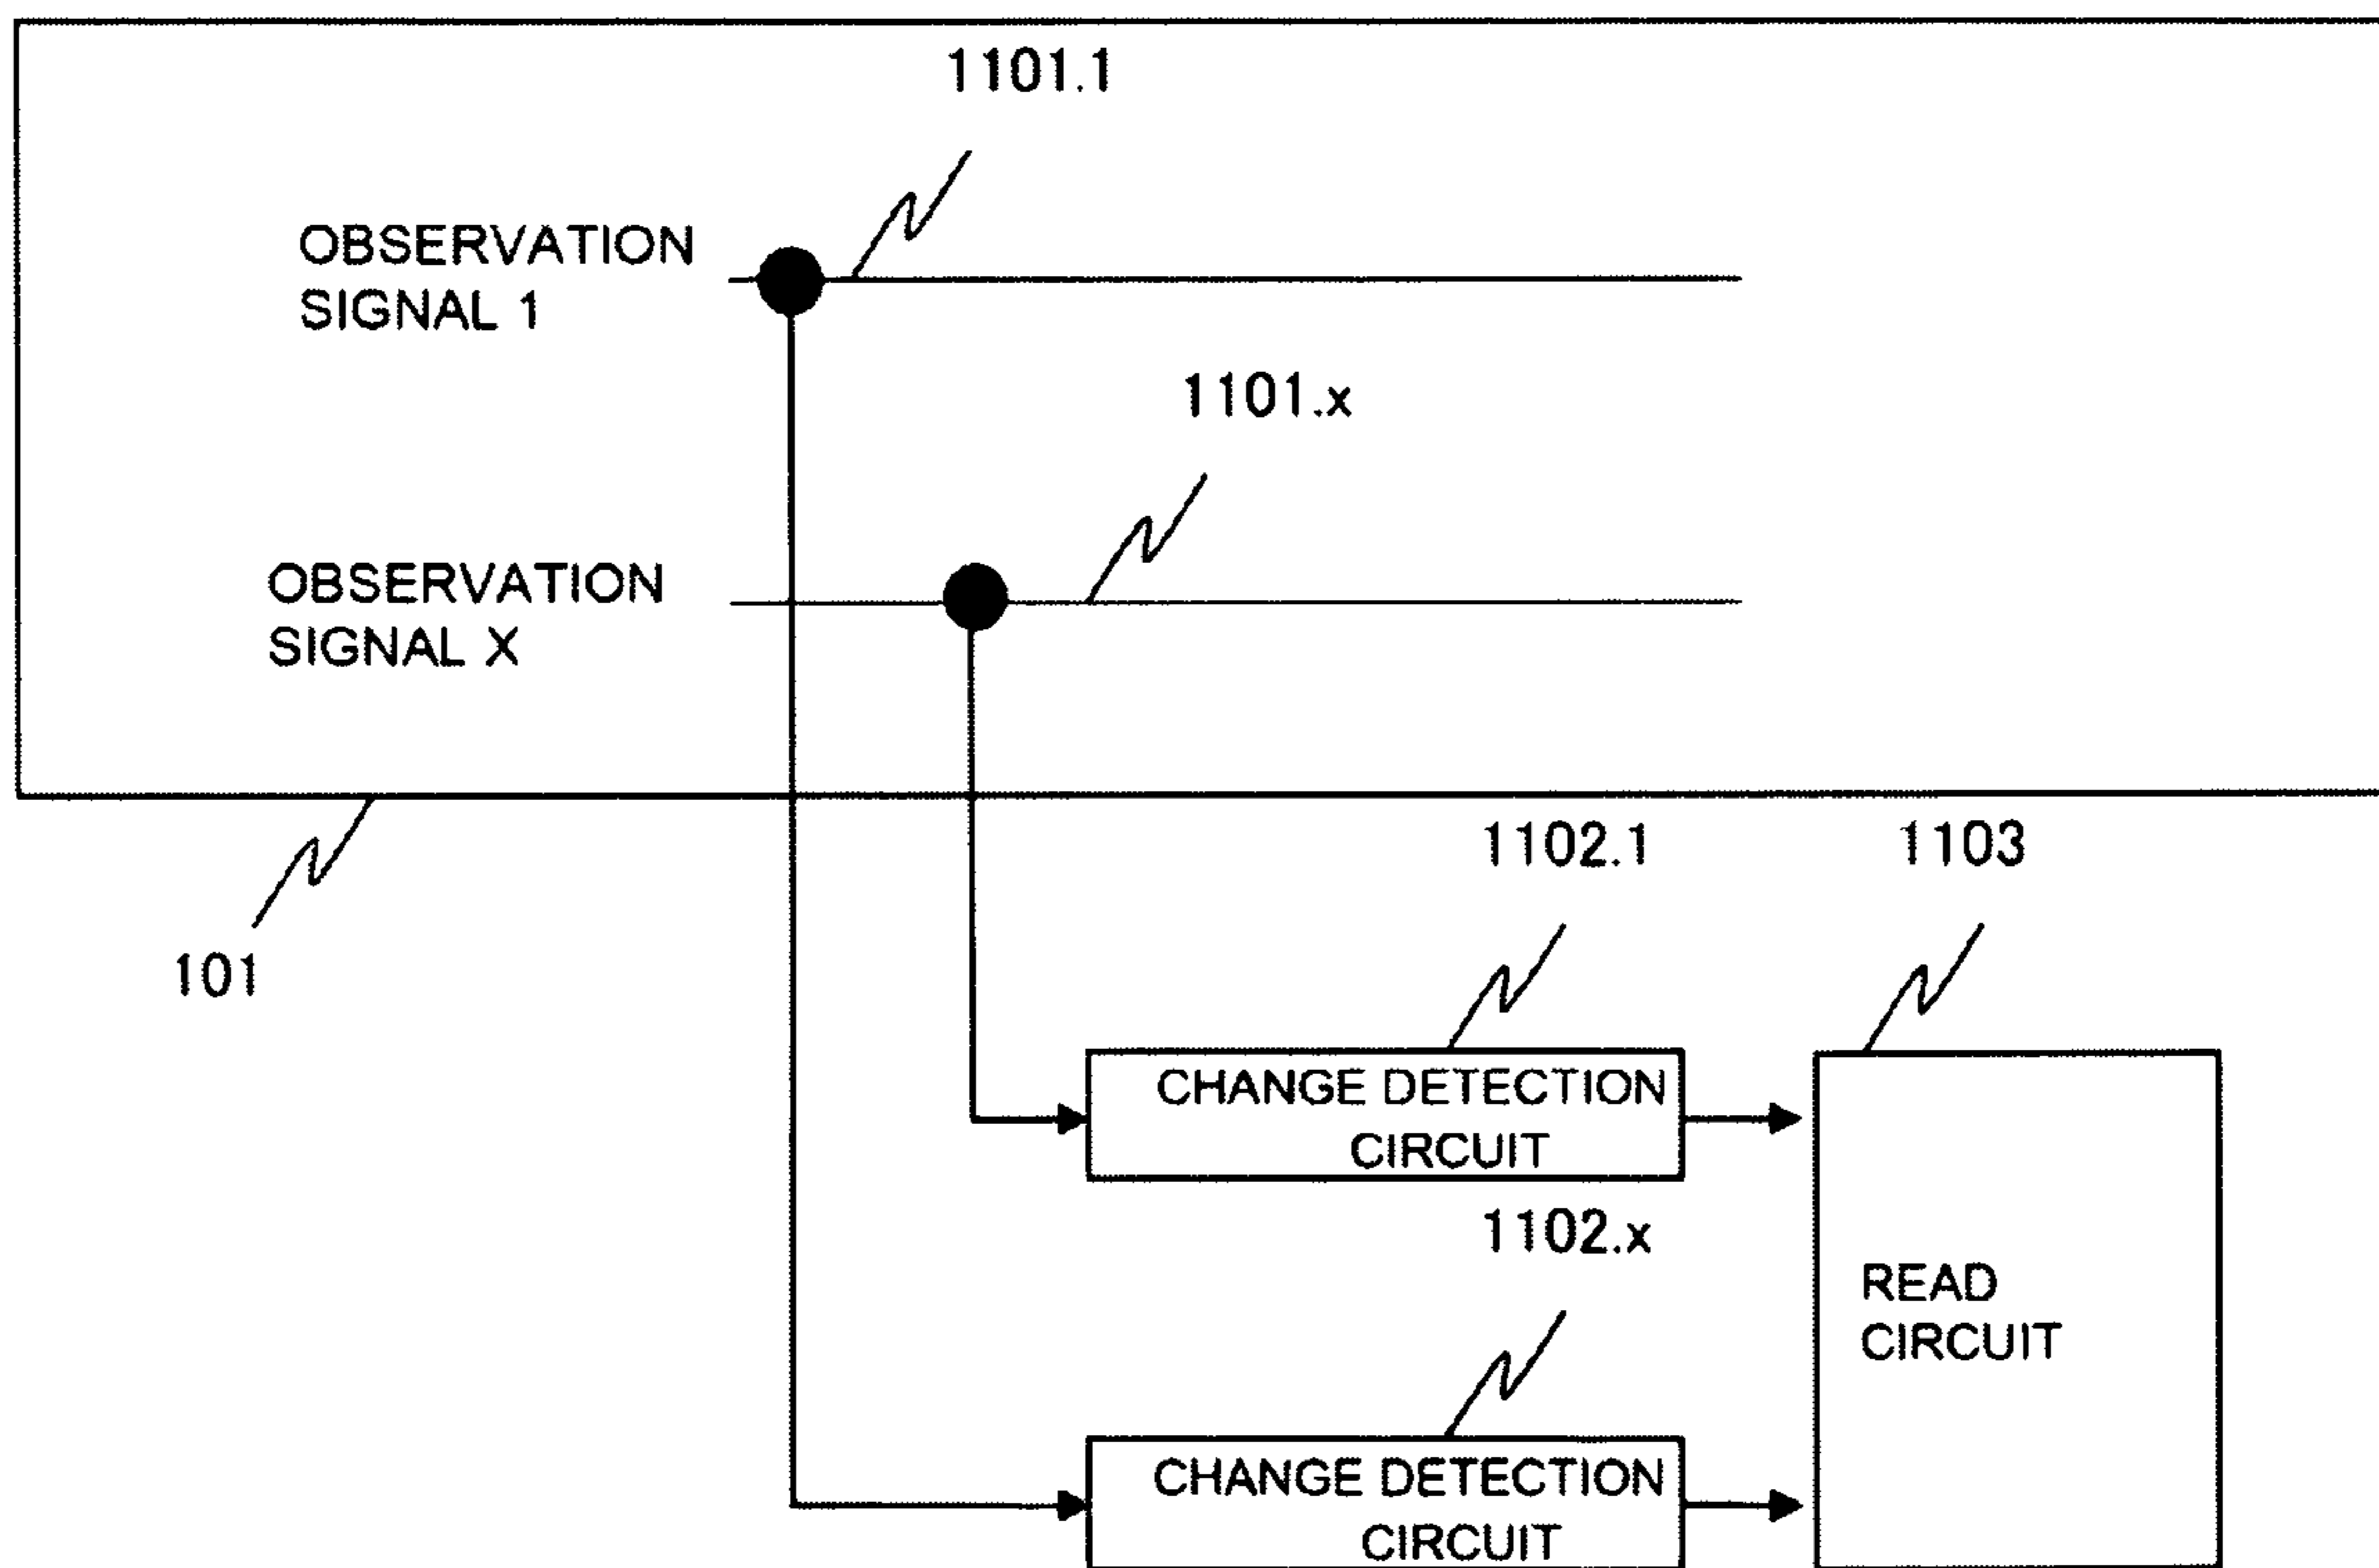 1101.1
OBSERVATION
SIGNAL 1
1101.x
OBSERVATION
SIGNAL X
1102.1
1103
101
CHANGE DETECTION
CIRCUIT
1102.x
READ
CIRCUIT
CHANGE DETECTION
CIRCUIT